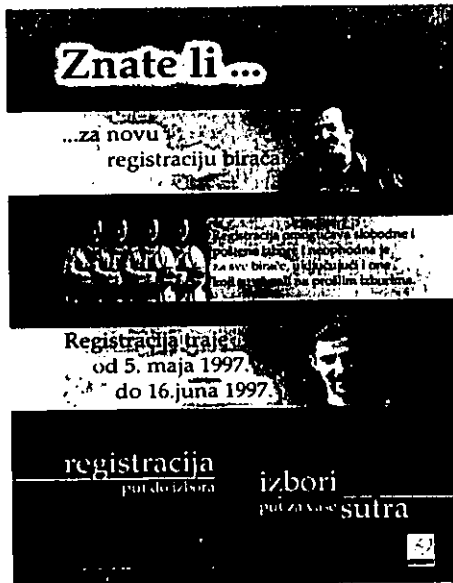 Znate li ...
...za novu
registraciju birača
Registracija omogućava slobodne i
poštene izbore i neophodna je
za sve birače, uključujući i one
koji su glasali na prošlim izborima.
Registracija traje
od 5. maja 1997.
do 16. juna 1997.
registracija
put do izbora
izbori
put za vaše sutra